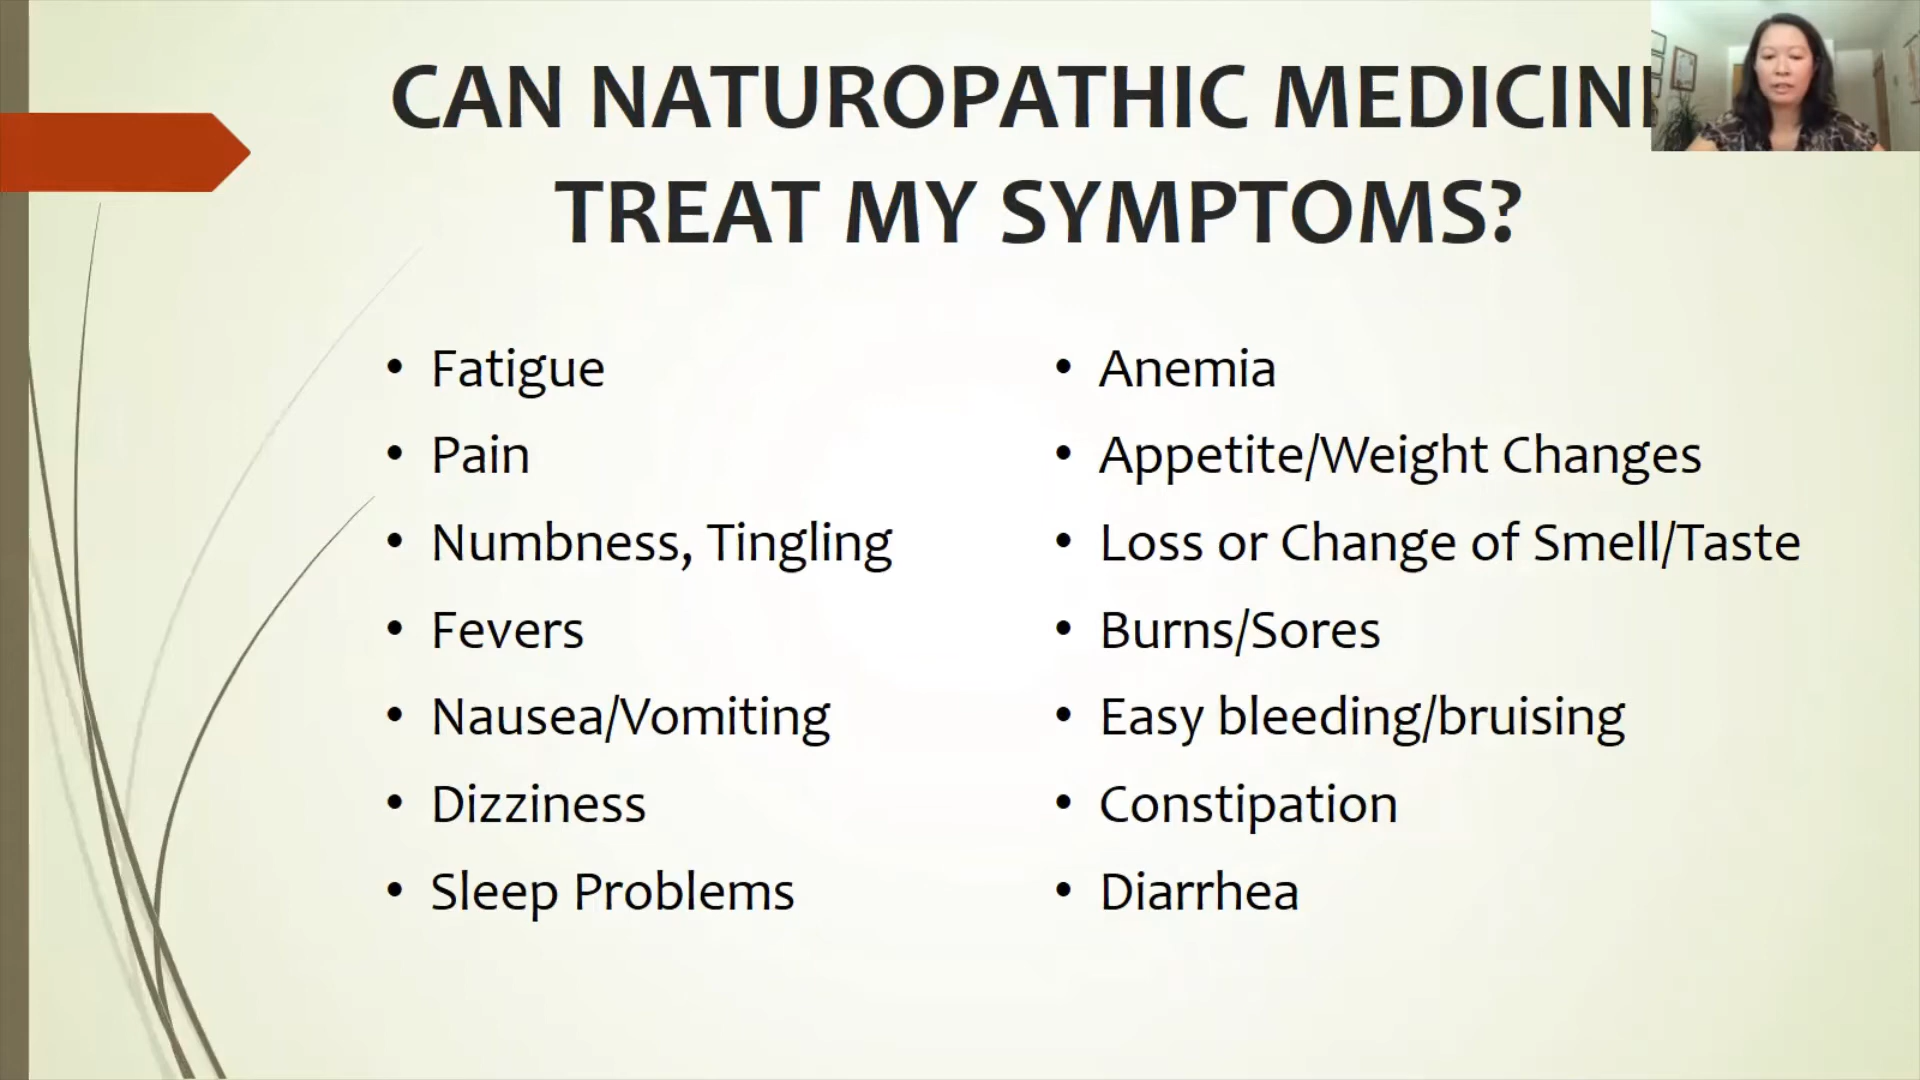 CAN NATUROPATHIC MEDICIN
TREAT MY SYMPTOMS?
• Fatigue
• Pain
• Numbness, Tingling
• Fevers
• Nausea/Vomiting
• Dizziness
• Sleep Problems
• Anemia
• Appetite/Weight Changes
• Loss or Change of Smell/Taste
• Burns/Sores
• Easy bleeding/bruising
• Constipation
• Diarrhea